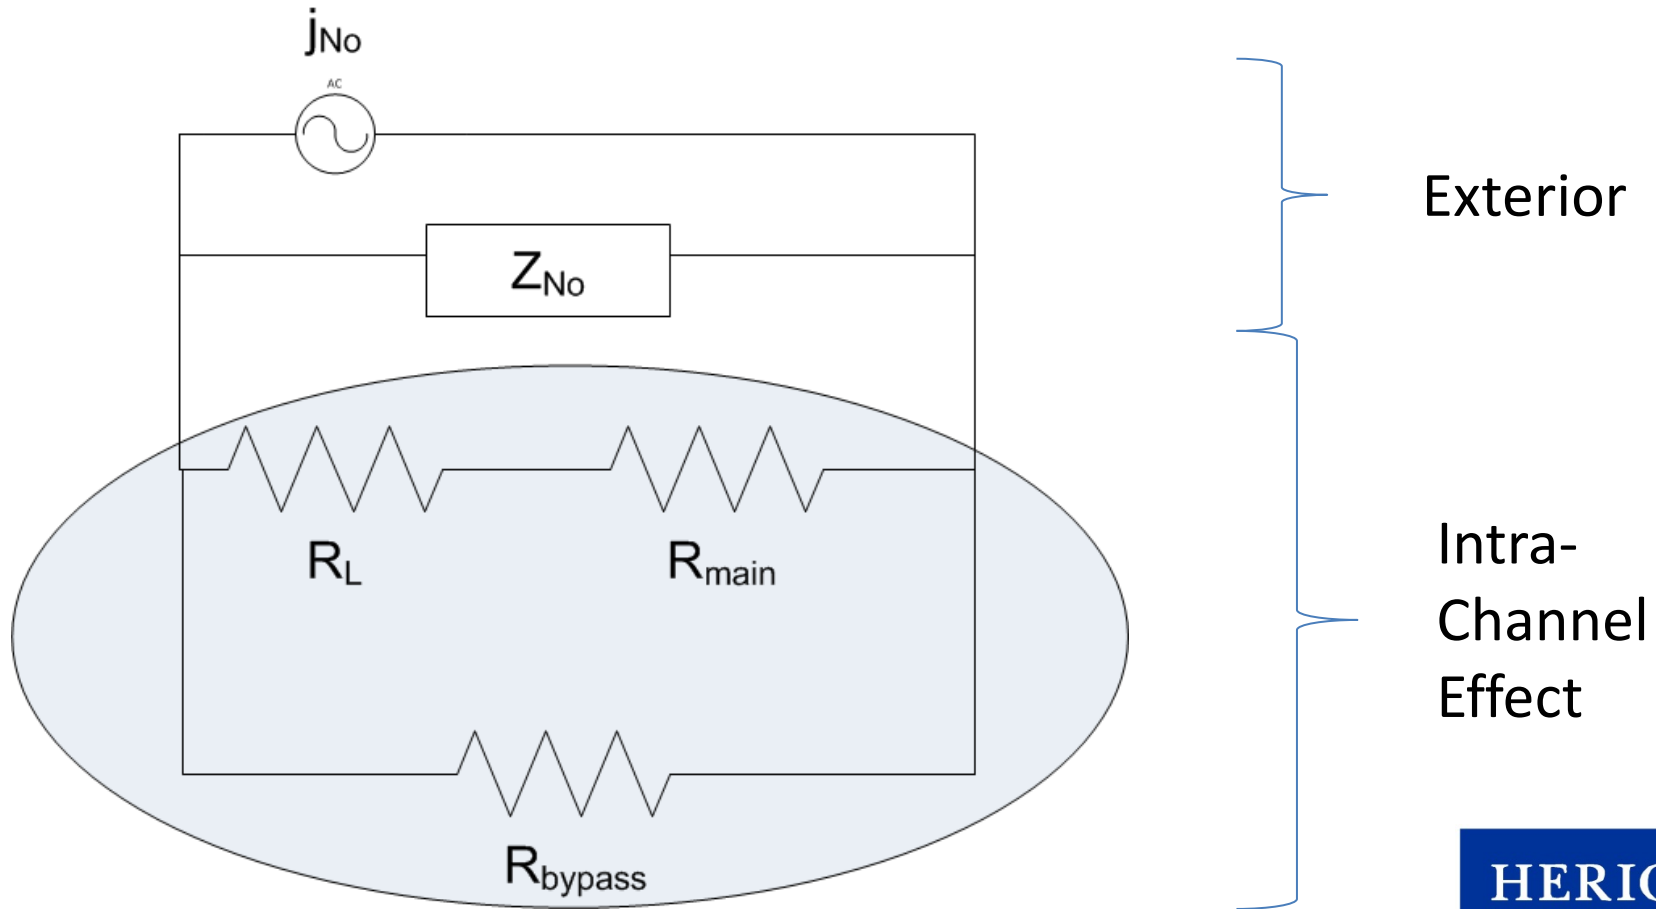 jNo
AC
ZNo
Exterior
RL
Rmain
Intra-
Channel
Effect
Rbypass